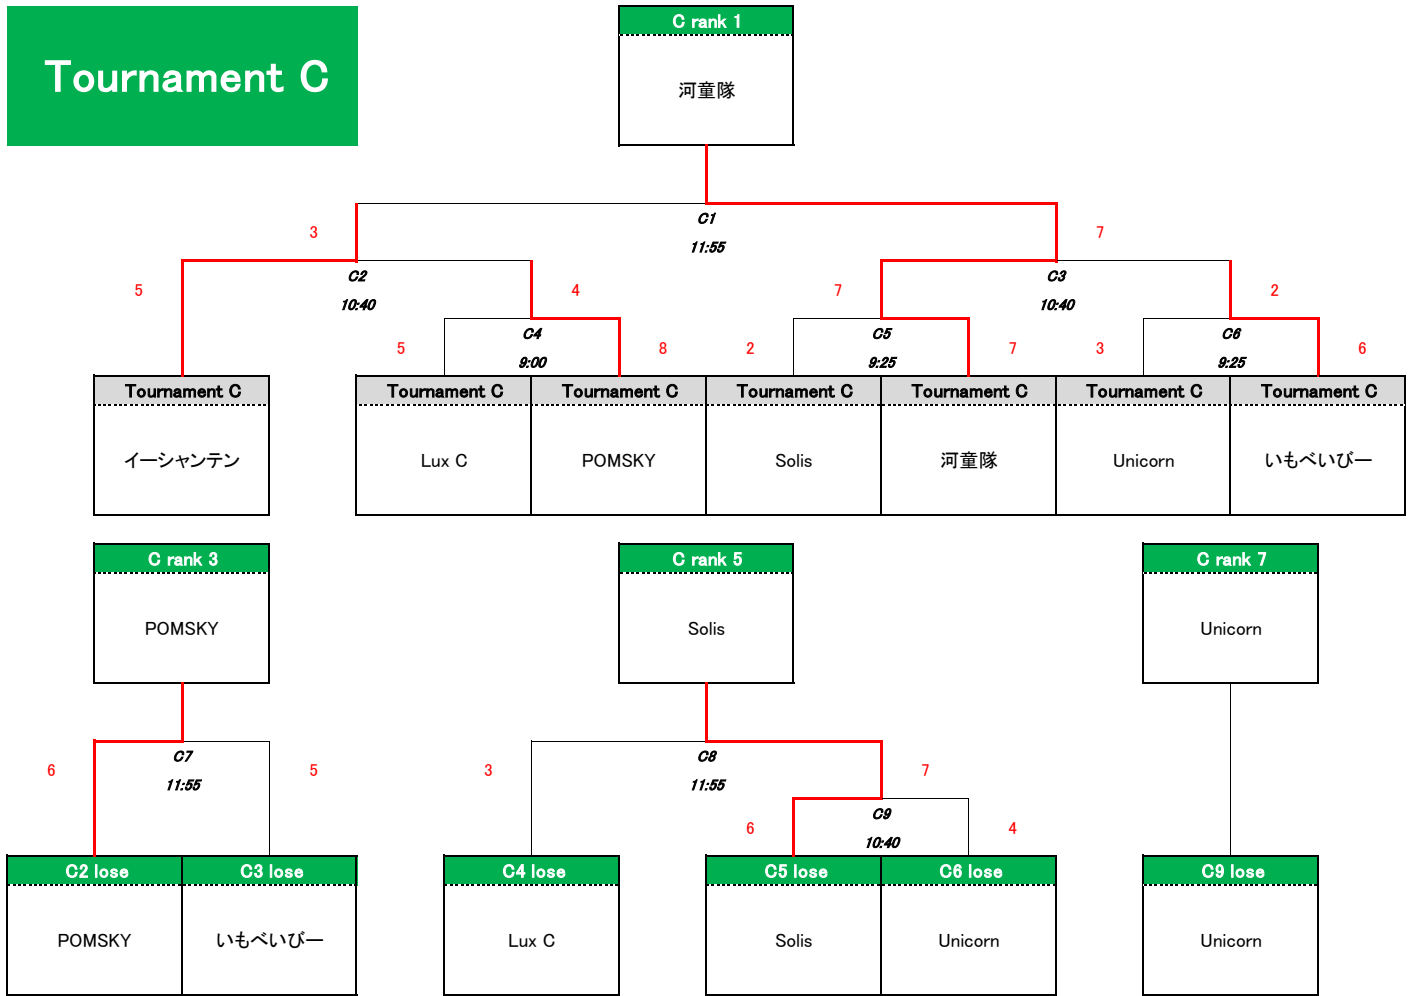 Tournament C
C rank 1
河童隊
C1
3 7
11:55
C2 C3
5 4 7 2
10:40 10:40
C4 C5 C6
5 8 2 7 3 6
9:00 9:25 9:25
Tournament C Tournament C Tournament C Tournament C Tournament C Tournament C Tournament C
イーシャンテン Lux C POMSKY Solis 河童隊 Unicorn いもべいびー
C rank 3 C rank 5 C rank 7
POMSKY Solis Unicorn
C7 C8
6 5 3 7
11:55 11:55
C9
6 4
10:40
C2 lose C3 lose C4 lose C5 lose C6 lose C9 lose
POMSKY いもべいびー Lux C Solis Unicorn Unicorn